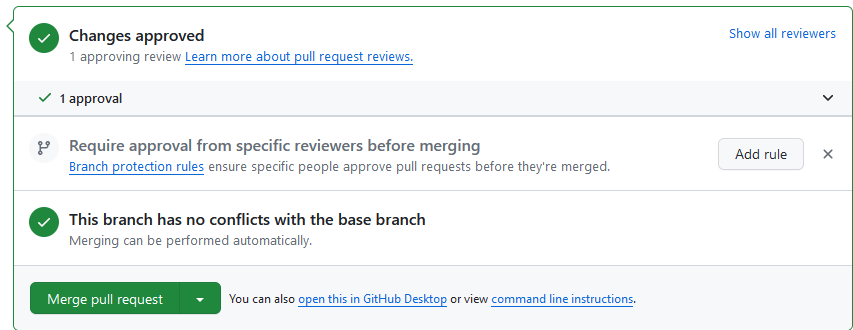 Changes approved
Show all reviewers
1 approving review Learn more about pull request reviews.
1 approval
Require approval from specific reviewers before merging
Branch protection rules ensure specific people approve pull requests before they're merged.
Add rule
This branch has no conflicts with the base branch
Merging can be performed automatically.
Merge pull request
You can also open this in GitHub Desktop or view command line instructions.